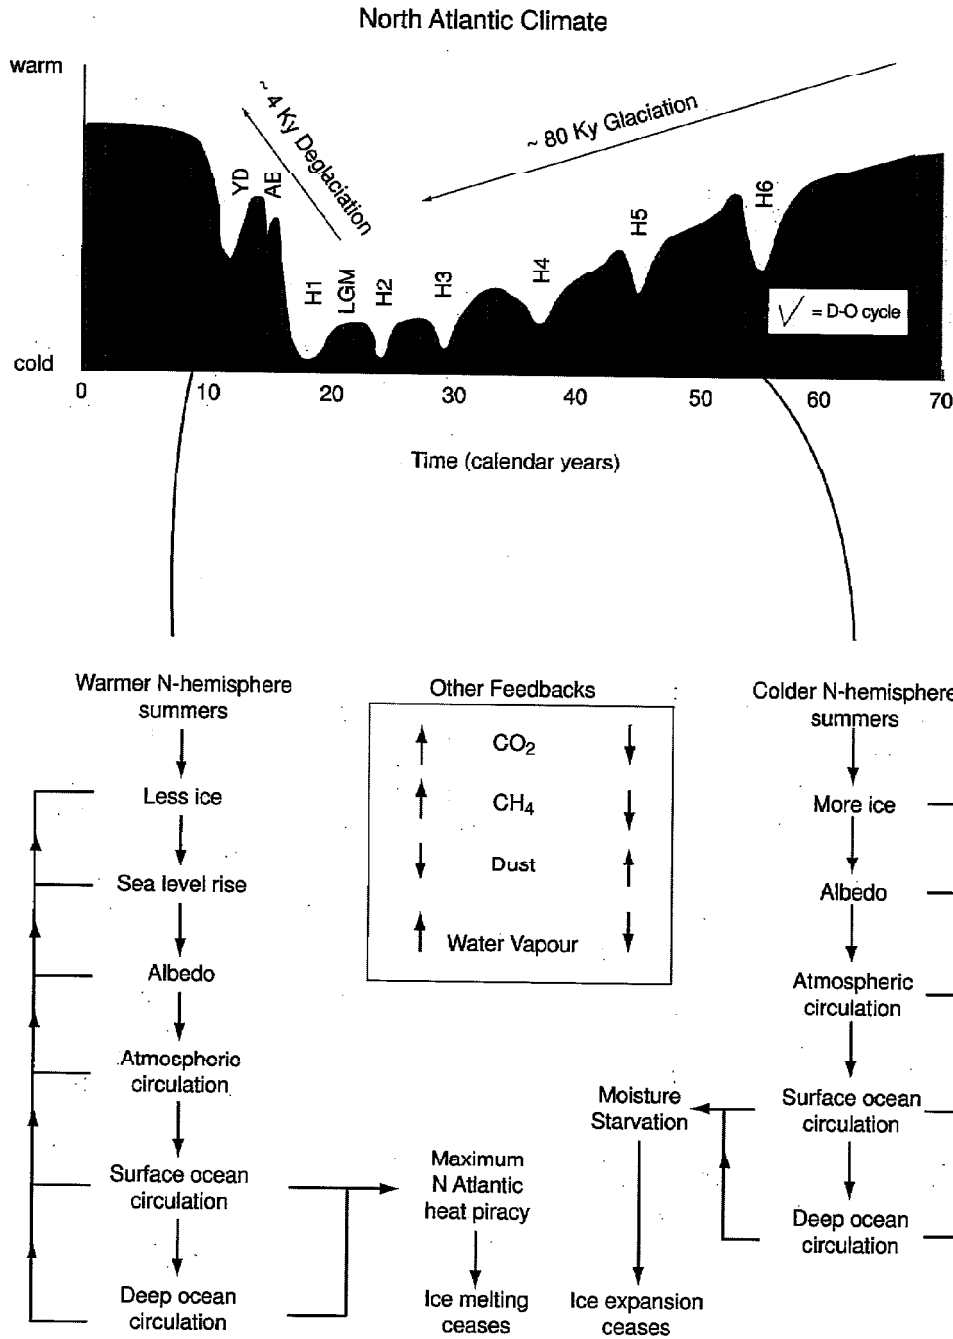 North Atlantic Climate
warm
~ 4 Ky Deglaciation
~ 80 Ky Glaciation
YD
AE
H1
LGM
H2
H3
H4
H5
H6
= D-O cycle
cold
0 10 20 30 40 50 60 70
Time (calendar years)
Warmer N-hemisphere
summers
Less ice
Sea level rise
Albedo
Atmospheric
circulation
Surface ocean
circulation
Deep ocean
circulation
Other Feedbacks
CO2
CH4
Dust
Water Vapour
Maximum
N Atlantic
heat piracy
Ice melting
ceases
Moisture
Starvation
Ice expansion
ceases
Colder N-hemisphere
summers
More ice
Albedo
Atmospheric
circulation
Surface ocean
circulation
Deep ocean
circulation